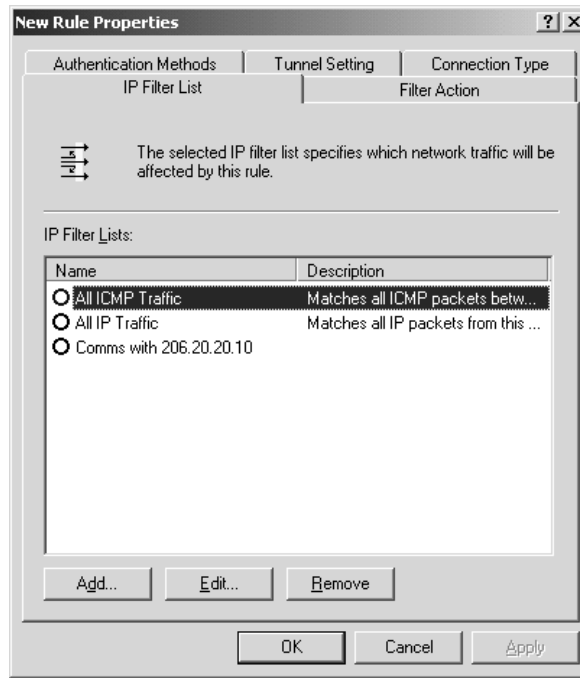 New Rule Properties
Authentication Methods Tunnel Setting Connection Type
IP Filter List Filter Action
The selected IP filter list specifies which network traffic will be
affected by this rule.
IP Filter Lists:
Name Description
All ICMP Traffic Matches all ICMP packets betw...
All IP Traffic Matches all IP packets from this ...
Comms with 206.20.20.10
Add... Edit... Remove
OK Cancel Apply